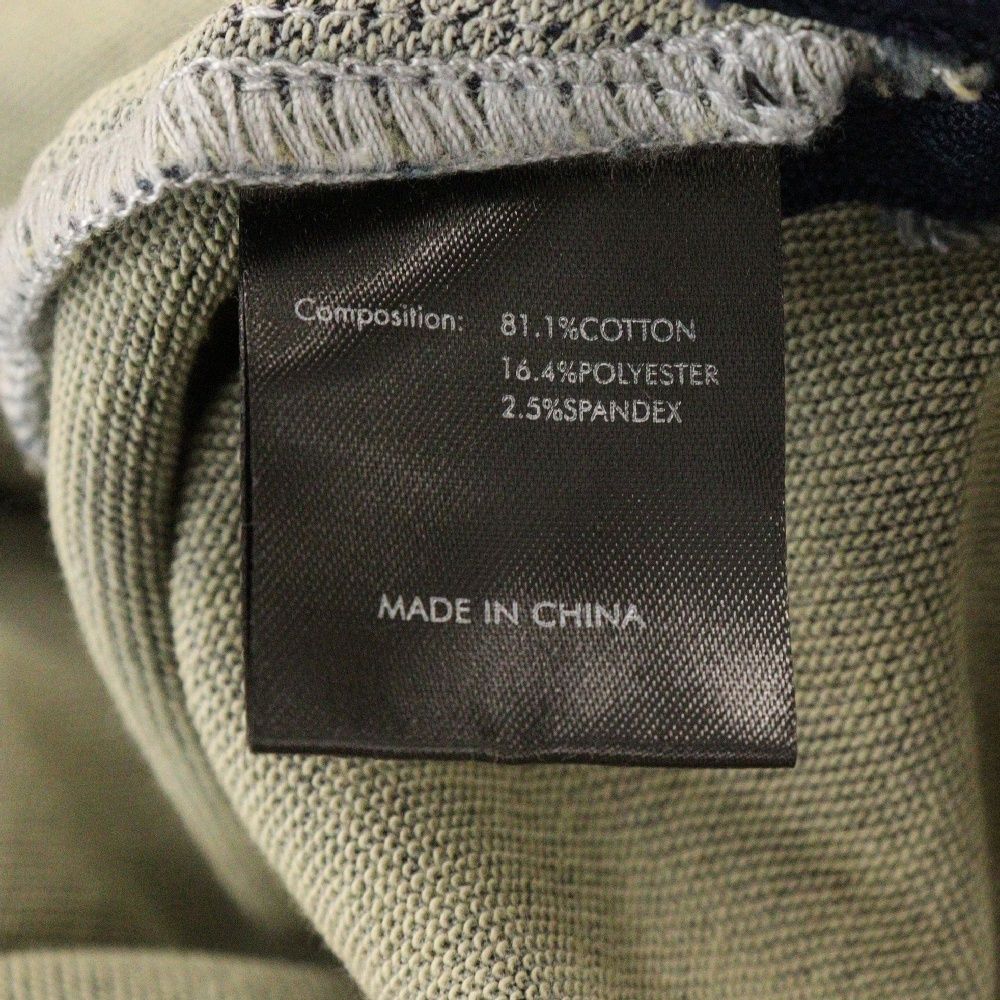 Composition: 81.1%COTTON
16.4%POLYESTER
2.5%SPANDEX
MADE IN CHINA